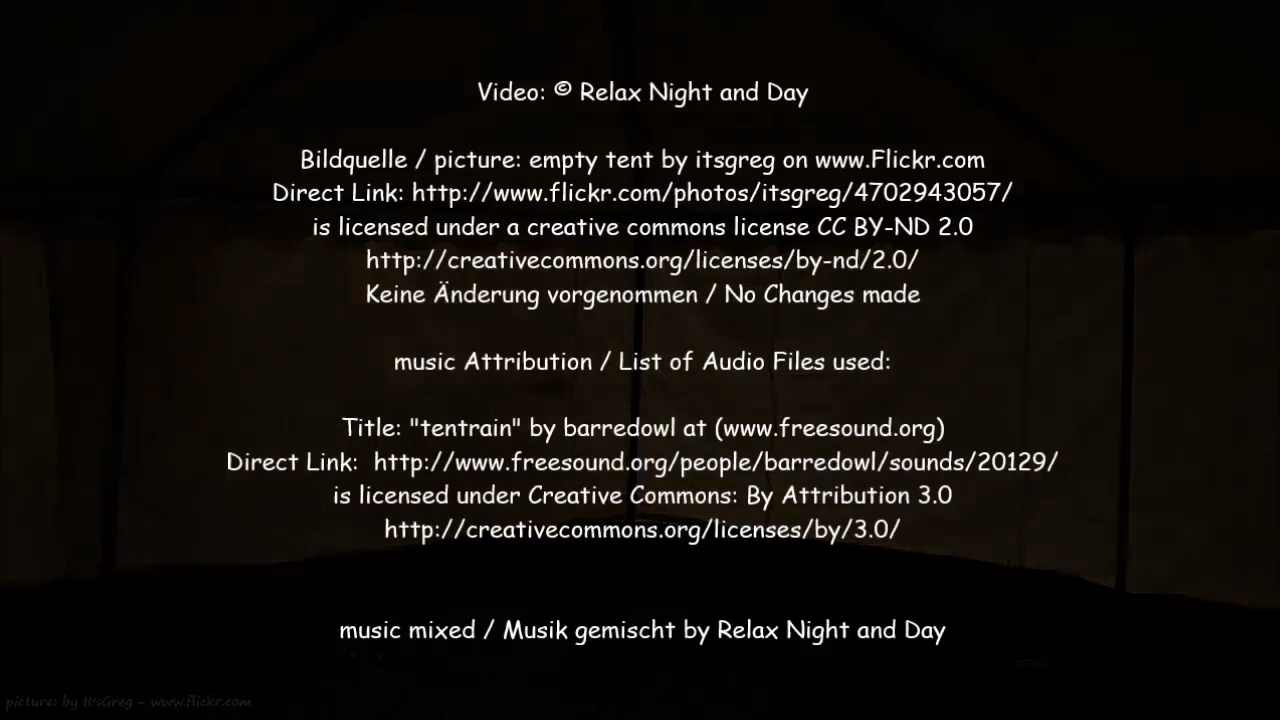 Video: © Relax Night and Day
Bildquelle / picture: empty tent by itsgreg on www.Flickr.com
Direct Link: http://www.flickr.com/photos/itsgreg/4702943057/
is licensed under a creative commons license CC BY-ND 2.0
http://creativecommons.org/licenses/by-nd/2.0/
Keine Änderung vorgenommen / No Changes made
music Attribution / List of Audio Files used:
Title: "tentrain" by barredowl at (www.freesound.org)
Direct Link:  http://www.freesound.org/people/barredowl/sounds/20129/
is licensed under Creative Commons: By Attribution 3.0
http://creativecommons.org/licenses/by/3.0/
music mixed / Musik gemischt by Relax Night and Day
picture: by It'sGreg - www.flickr.com